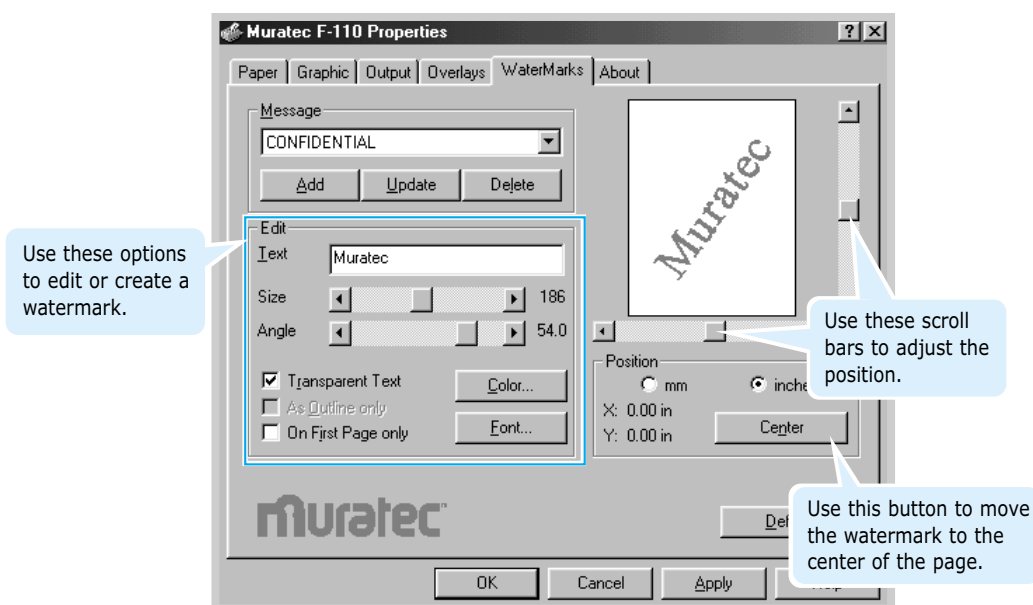 Muratec F-110 Properties
Paper Graphic Output Overlays WaterMarks About
Message
CONFIDENTIAL
Add Update Delete
Muratec
Use these options
to edit or create a
watermark.
Edit
Text Muratec
Size 186
Angle 54.0
Transparent Text
As Outline only
On First Page only
Color...
Font...
Use these scroll
bars to adjust the
position.
Position
mm
X: 0.00 in
Y: 0.00 in
Center
muratec
Use this button to move
the watermark to the
center of the page.
OK Cancel Apply